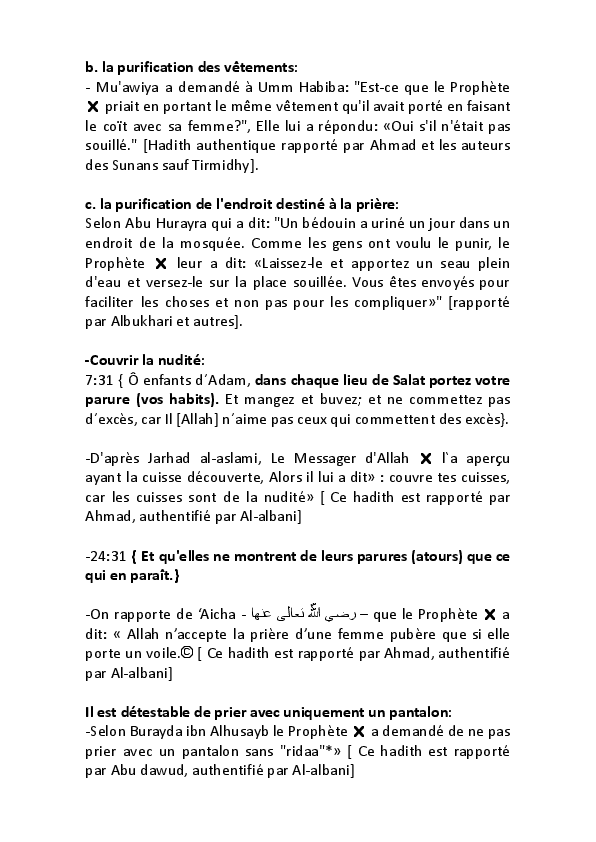 b. la purification des vêtements:
- Mu'awiya a demandé à Umm Habiba: "Est-ce que le Prophète
✕ priait en portant le même vêtement qu'il avait porté en faisant
le coït avec sa femme?", Elle lui a répondu: «Oui s'il n'était pas
souillé." [Hadith authentique rapporté par Ahmad et les auteurs
des Sunans sauf Tirmidhy].
c. la purification de l'endroit destiné à la prière:
Selon Abu Hurayra qui a dit: "Un bédouin a uriné un jour dans un
endroit de la mosquée. Comme les gens ont voulu le punir, le
Prophète ✕ leur a dit: «Laissez-le et apportez un seau plein
d'eau et versez-le sur la place souillée. Vous êtes envoyés pour
faciliter les choses et non pas pour les compliquer»" [rapporté
par Albukhari et autres].
-Couvrir la nudité:
7:31 { Ô enfants d´Adam, dans chaque lieu de Salat portez votre
parure (vos habits). Et mangez et buvez; et ne commettez pas
d´excès, car Il [Allah] n´aime pas ceux qui commettent des excès}.
-D'après Jarhad al-aslami, Le Messager d'Allah ✕ l`a aperçu
ayant la cuisse découverte, Alors il lui a dit» : couvre tes cuisses,
car les cuisses sont de la nudité» [ Ce hadith est rapporté par
Ahmad, authentifié par Al-albani]
-24:31 { Et qu'elles ne montrent de leurs parures (atours) que ce
qui en paraît.}
-On rapporte de ‘Aicha - رضي الله تعالى عنها – que le Prophète ✕ a
dit: « Allah n’accepte la prière d’une femme pubère que si elle
porte un voile.© [ Ce hadith est rapporté par Ahmad, authentifié
par Al-albani]
Il est détestable de prier avec uniquement un pantalon:
-Selon Burayda ibn Alhusayb le Prophète ✕ a demandé de ne pas
prier avec un pantalon sans "ridaa"*» [ Ce hadith est rapporté
par Abu dawud, authentifié par Al-albani]